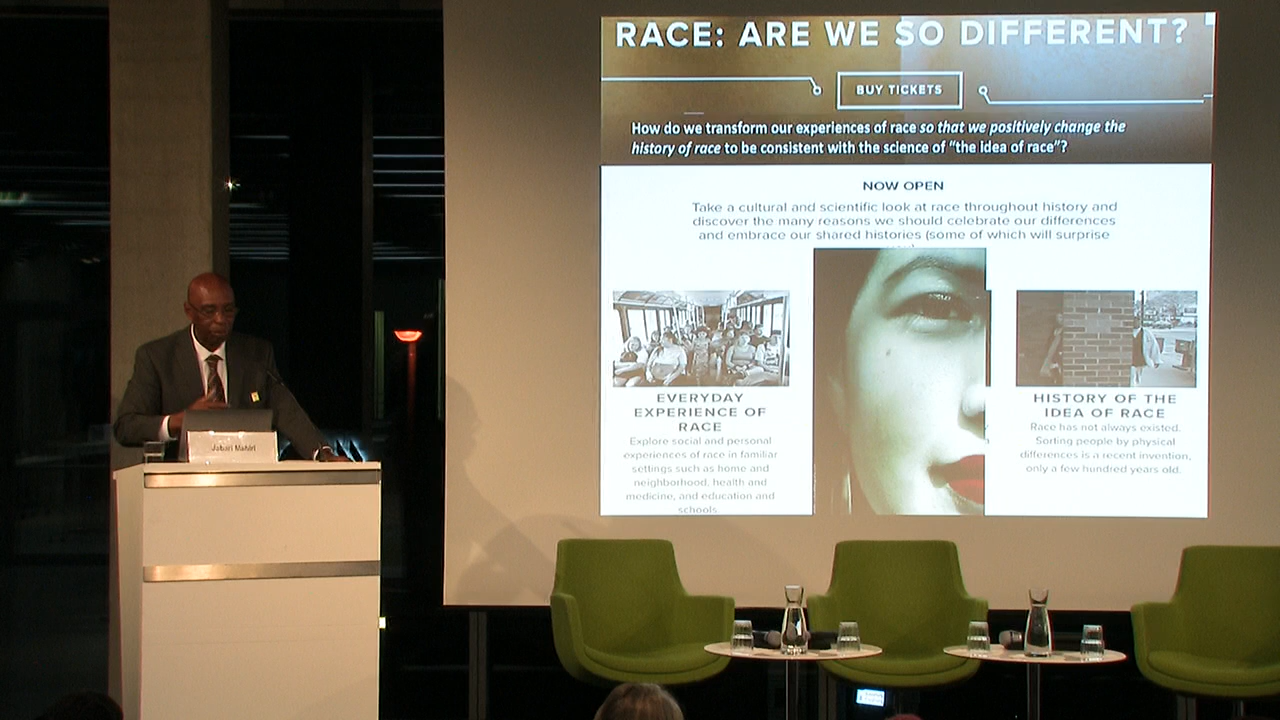 RACE: ARE WE SO DIFFERENT?
BUY TICKETS
How do we transform our experiences of race so that we positively change the
history of race to be consistent with the science of "the idea of race"?
NOW OPEN
Take a cultural and scientific look at race throughout history and
discover the many reasons we should celebrate our differences
and embrace our shared histories (some of which will surprise
EVERYDAY
EXPERIENCE OF
RACE
Explore social and personal
experiences of race in familiar
settings such as home and
neighborhood, health and
medicine, and education and
schools.
HISTORY OF THE
IDEA OF RACE
Race has not always existed.
Sorting people by physical
differences is a recent invention,
only a few hundred years old.
Jabari Mahiri